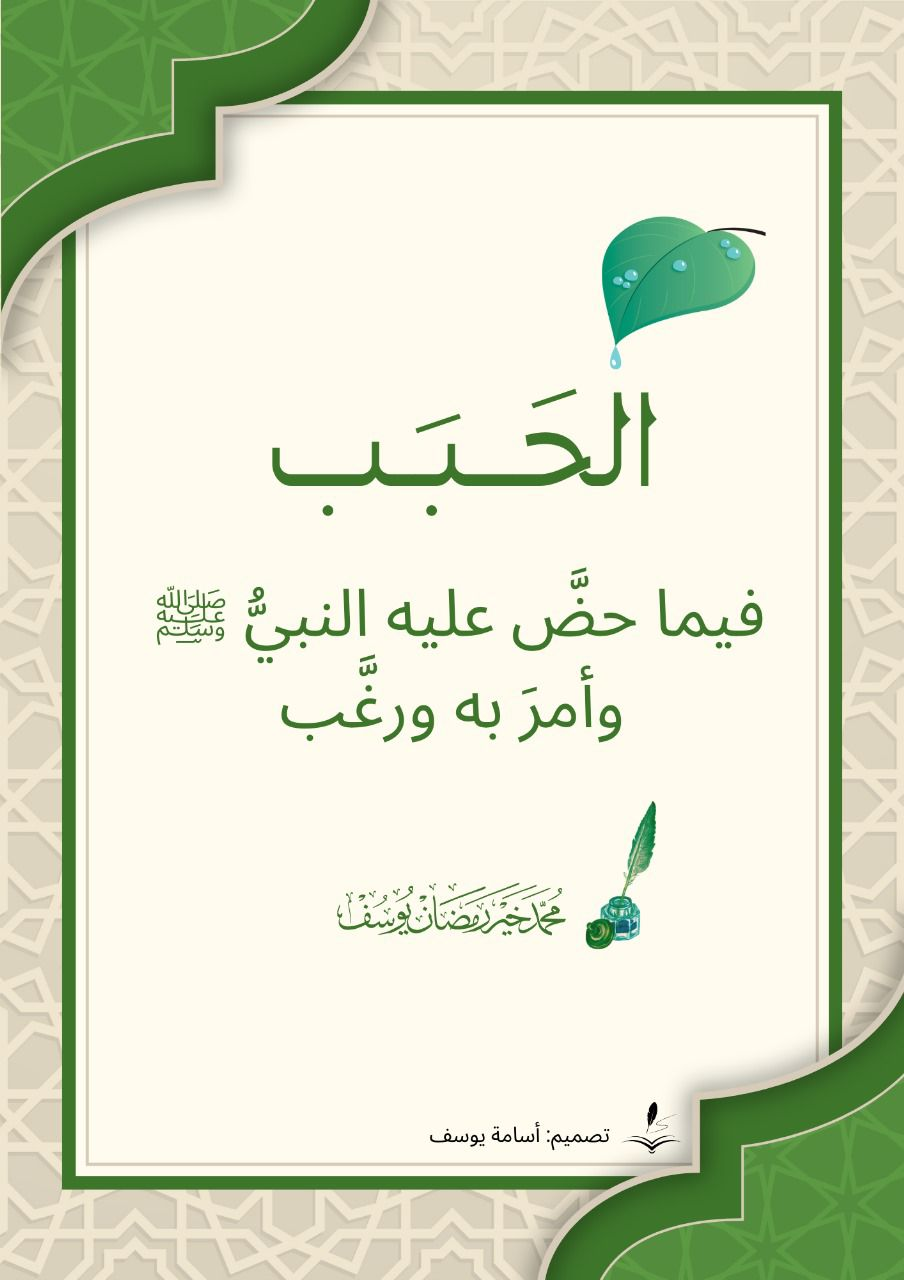 الحَـبَـب
فيما حضَّ عليه النبيُّ ﷺ
وأمرَ به ورغَّب
محمد خير رمضان يوسف
تصميم: أسامة يوسف